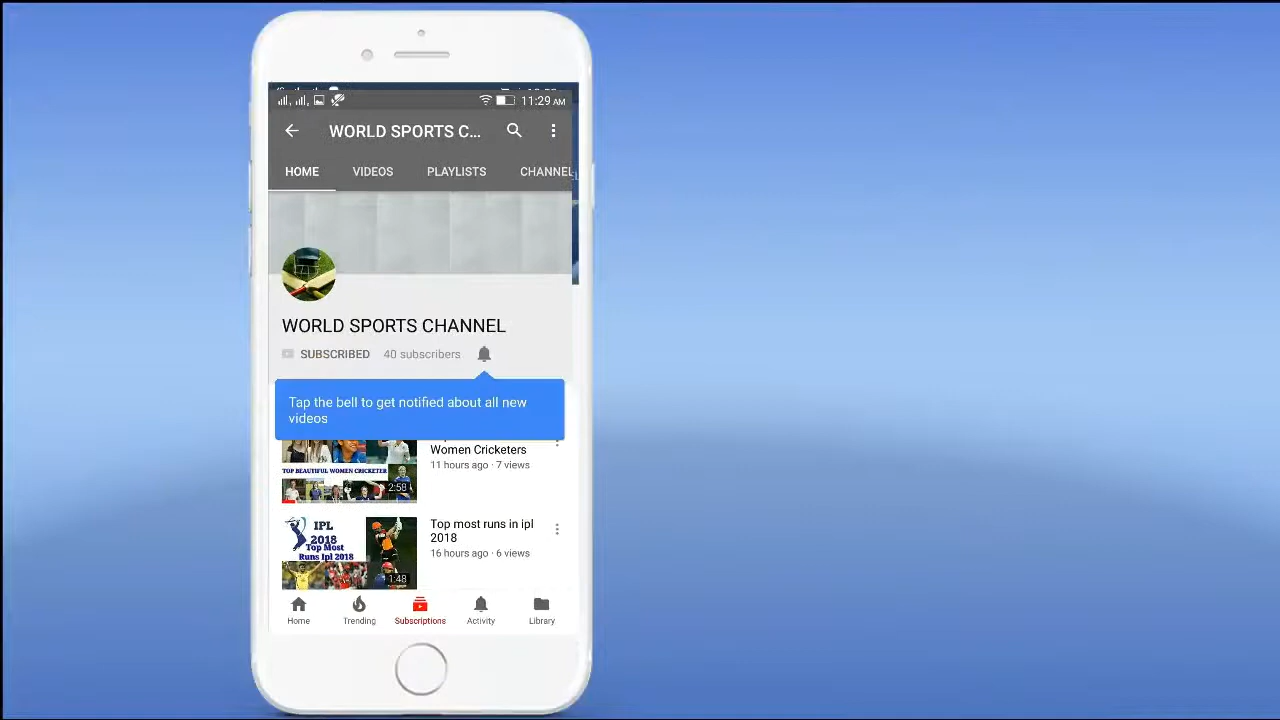 11:29 AM
WORLD SPORTS C...
HOME VIDEOS PLAYLISTS CHANNEL
WORLD SPORTS CHANNEL
SUBSCRIBED 40 subscribers
Tap the bell to get notified about all new
videos
Women Cricketers
11 hours ago · 7 views
TOP BEAUTIFUL WOMEN CRICKETER
2:58
IPL
2018
Top Most
Runs Ipl 2018
1:48
Top most runs in ipl
2018
16 hours ago · 6 views
Home Trending Subscriptions Activity Library